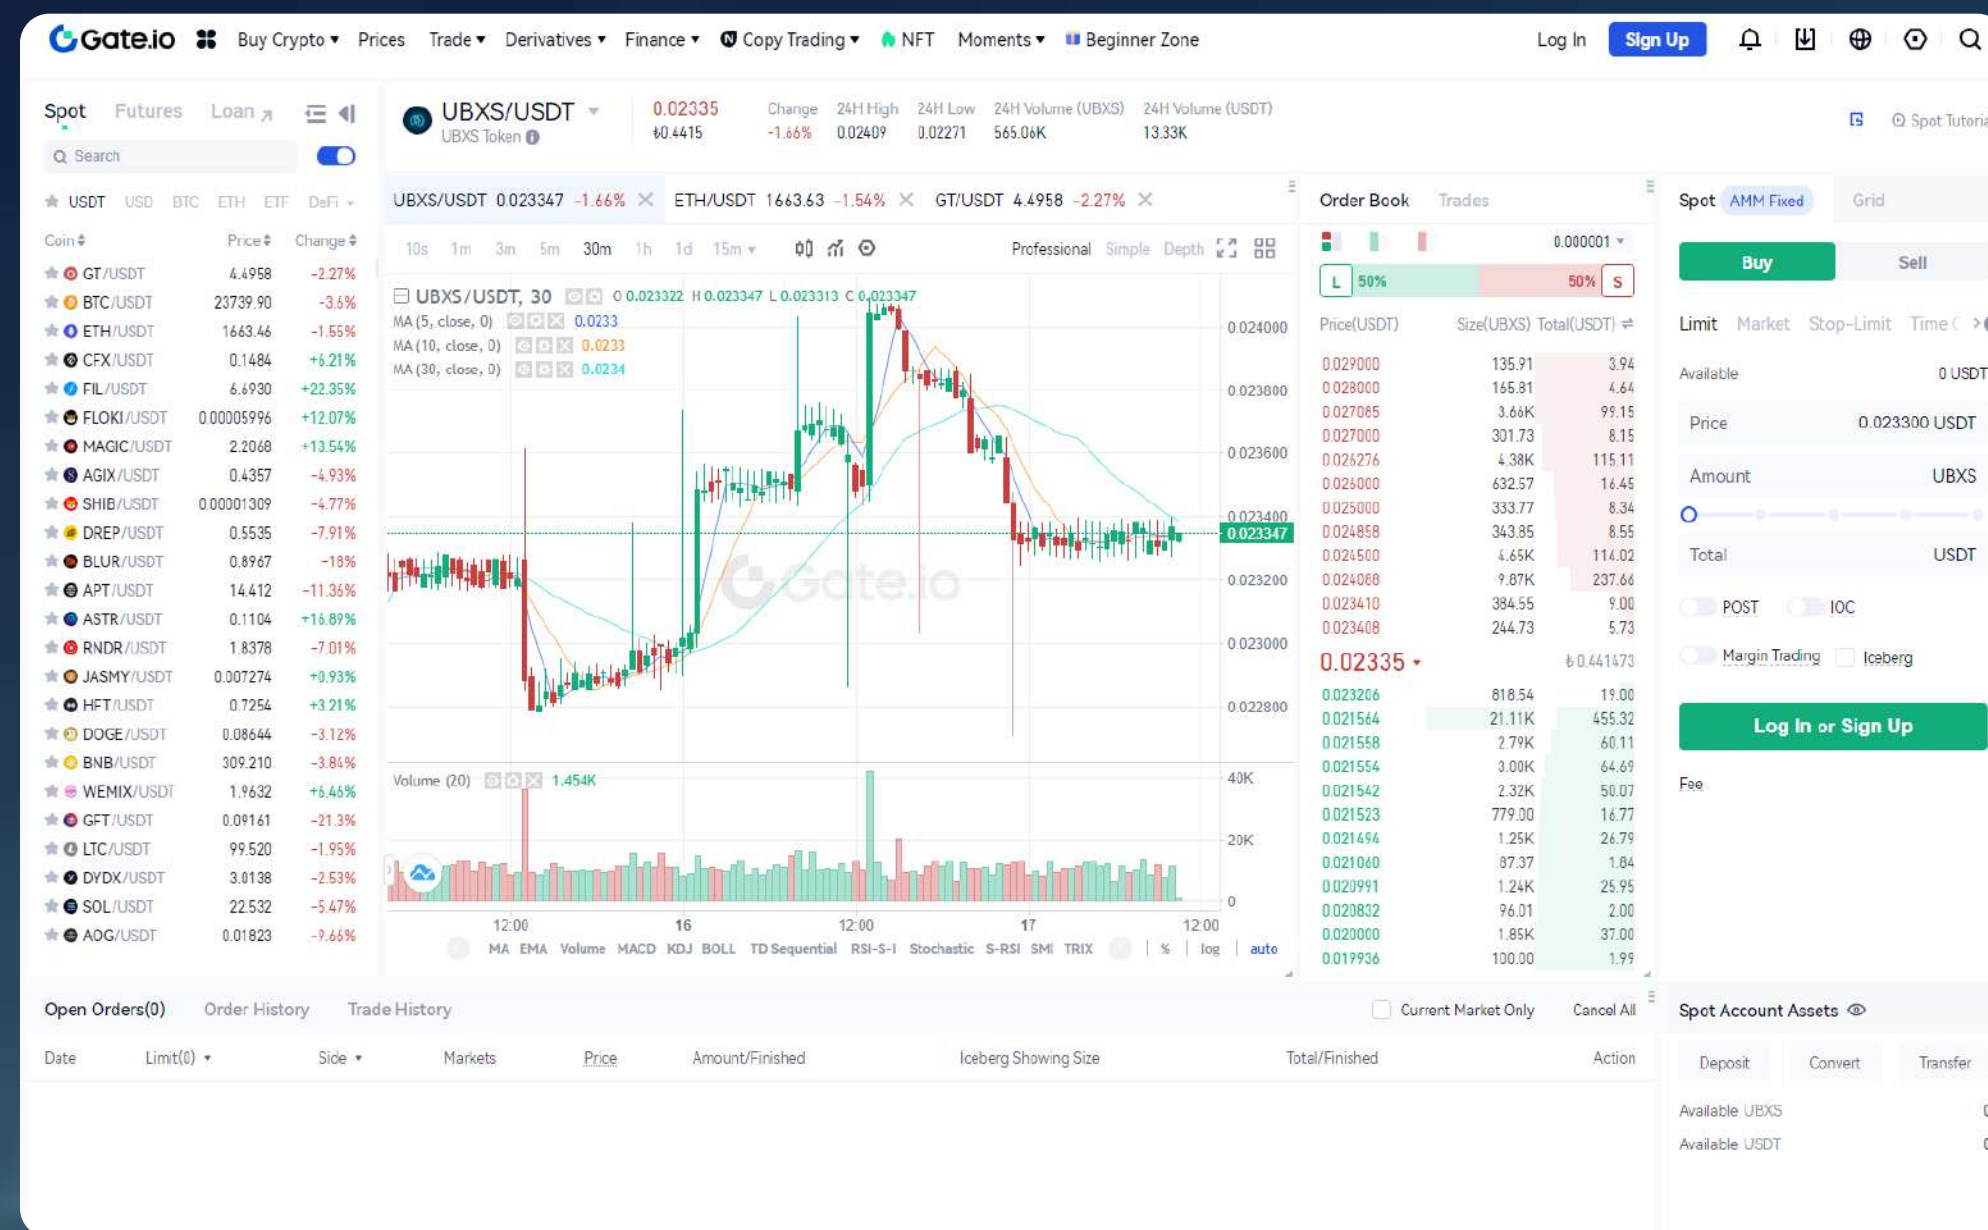 Gate.io Buy Crypto Prices Trade Derivatives Finance Copy Trading NFT Moments Beginner Zone Log In Sign Up
Spot Futures Loan
Search
USDT USD BTC ETH ETF DeFi
Coin Price Change
GT/USDT 4.4958 -2.27%
BTC/USDT 23739.90 -3.6%
ETH/USDT 1663.46 -1.55%
CFX/USDT 0.1484 +6.21%
FIL/USDT 6.6930 +22.35%
FLOKI/USDT 0.00005996 +12.07%
MAGIC/USDT 2.2068 +13.54%
AGIX/USDT 0.4357 -4.93%
SHIB/USDT 0.00001309 -4.77%
DREP/USDT 0.5535 -7.91%
BLUR/USDT 0.8967 -18%
APT/USDT 14.412 -11.36%
ASTR/USDT 0.1104 +16.89%
RNDR/USDT 1.8378 -7.01%
JASMY/USDT 0.007274 +0.93%
HFT/USDT 0.7254 +3.21%
DOGE/USDT 0.08644 -3.12%
BNB/USDT 309.210 -3.84%
WEMIX/USDT 1.9632 +6.46%
GFT/USDT 0.09161 -21.3%
LTC/USDT 99.520 -1.95%
DYDX/USDT 3.0138 -2.53%
SOL/USDT 22.532 -5.47%
AOG/USDT 0.01823 -9.66%
UBXS/USDT 0.02335 Change 24H High 24H Low 24H Volume (UBXS) 24H Volume (USDT)
UBXS Token ₺0.4415 -1.66% 0.02409 0.02271 565.06K 13.33K
UBXS/USDT 0.023347 -1.66% ETH/USDT 1663.63 -1.54% GT/USDT 4.4958 -2.27%
10s 1m 3m 5m 30m 1h 1d 15m Professional Simple Depth
UBXS/USDT, 30 O 0.023322 H 0.023347 L 0.023313 C 0.023347
MA (5, close, 0) 0.0233
MA (10, close, 0) 0.0233
MA (30, close, 0) 0.0234
0.024000
0.023800
0.023600
0.023400
0.023347
0.023200
0.023000
0.022800
Gate.io
Volume (20) 1.454K
40K
20K
0
12:00 16 12:00 17 12:00
MA EMA Volume MACD KDJ BOLL TD Sequential RSI-S-I Stochastic S-RSI SMI TRIX % log auto
Order Book Trades
0.000001
L 50% 50% S
Price(USDT) Size(UBXS) Total(USDT)
0.029000 135.91 3.94
0.028000 165.81 4.64
0.027085 3.66K 99.15
0.027000 301.73 8.15
0.026276 4.38K 115.11
0.026000 632.57 16.45
0.025000 333.77 8.34
0.024858 343.85 8.55
0.024500 4.65K 114.02
0.024088 9.87K 237.66
0.023410 384.55 9.00
0.023408 244.73 5.73
0.02335 ₺0.441473
0.023206 818.54 19.00
0.021564 21.11K 455.32
0.021558 2.79K 60.11
0.021554 3.00K 64.69
0.021542 2.32K 50.07
0.021523 779.00 16.77
0.021494 1.25K 26.79
0.021060 87.37 1.84
0.020991 1.24K 25.95
0.020832 96.01 2.00
0.020000 1.85K 37.00
0.019936 100.00 1.99
Spot Tutoria
Spot AMM Fixed Grid
Buy Sell
Limit Market Stop-Limit Time
Available 0 USDT
Price 0.023300 USDT
Amount UBXS
Total USDT
POST IOC
Margin Trading Iceberg
Log In or Sign Up
Fee
Open Orders(0) Order History Trade History Current Market Only Cancel All
Date Limit(0) Side Markets Price Amount/Finished Iceberg Showing Size Total/Finished Action
Spot Account Assets
Deposit Convert Transfer
Available UBXS
Available USDT